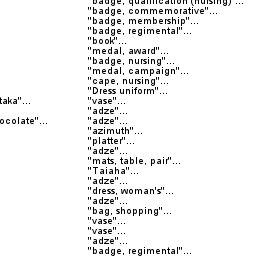 "badge, qualification (nursing)"...
"badge, commemorative"...
"badge, membership"...
"badge, regimental"...
"book"...
"medal, award"...
"badge, nursing"...
"medal, campaign"...
"cape, nursing"...
"Dress uniform"...
taka"... "vase"...
"adze"...
ocolate"... "adze"...
"azimuth"...
"platter"...
"adze"...
"mats, table, pair"...
"Taiaha"...
"adze"...
"dress, woman's"...
"adze"...
"bag, shopping"...
"vase"...
"vase"...
"adze"...
"badge, regimental"...